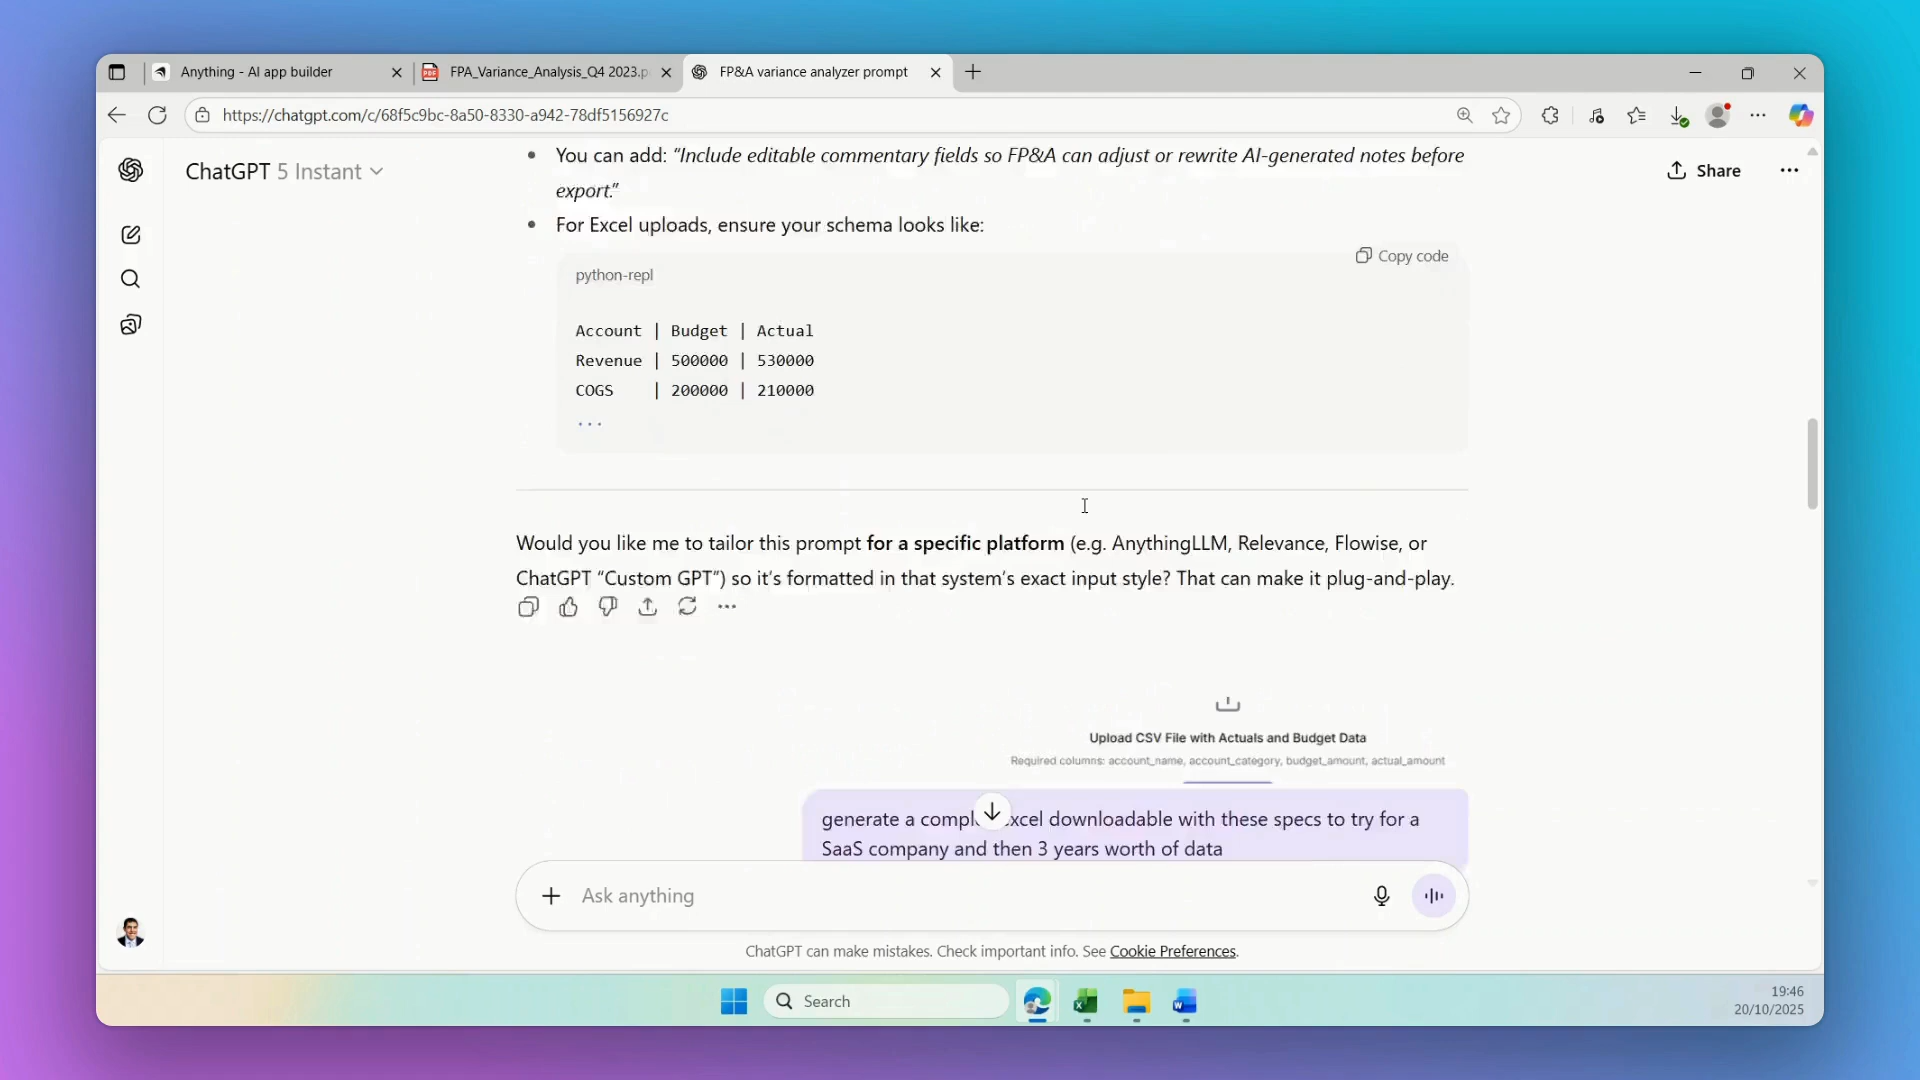 Anything - AI app builder
FPA_Variance_Analysis_Q4 2023.p
FP&A variance analyzer prompt
https://chatgpt.com/c/68f5c9bc-8a50-8330-a942-78df5156927c
ChatGPT 5 Instant
Share
You can add: “Include editable commentary fields so FP&A can adjust or rewrite AI-generated notes before
export.”
For Excel uploads, ensure your schema looks like:
python-repl
Copy code
Account | Budget | Actual
Revenue | 500000 | 530000
COGS | 200000 | 210000
...
Would you like me to tailor this prompt for a specific platform (e.g. AnythingLLM, Relevance, Flowise, or
ChatGPT “Custom GPT”) so it’s formatted in that system’s exact input style? That can make it plug-and-play.
Upload CSV File with Actuals and Budget Data
Required columns: account_name, account_category, budget_amount, actual_amount
generate a compl xcel downloadable with these specs to try for a
SaaS company and then 3 years worth of data
Ask anything
ChatGPT can make mistakes. Check important info. See Cookie Preferences.
Search
19:46
20/10/2025